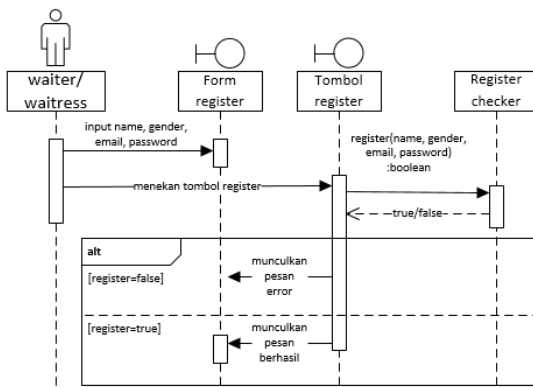 waiter/
waitress
Form
register
Tombol
register
Register
checker
input name, gender,
email, password
register(name, gender,
email, password)
:boolean
menekan tombol register
true/false
alt
[register=false]
munculkan
pesan
error
[register=true]
munculkan
pesan
berhasil